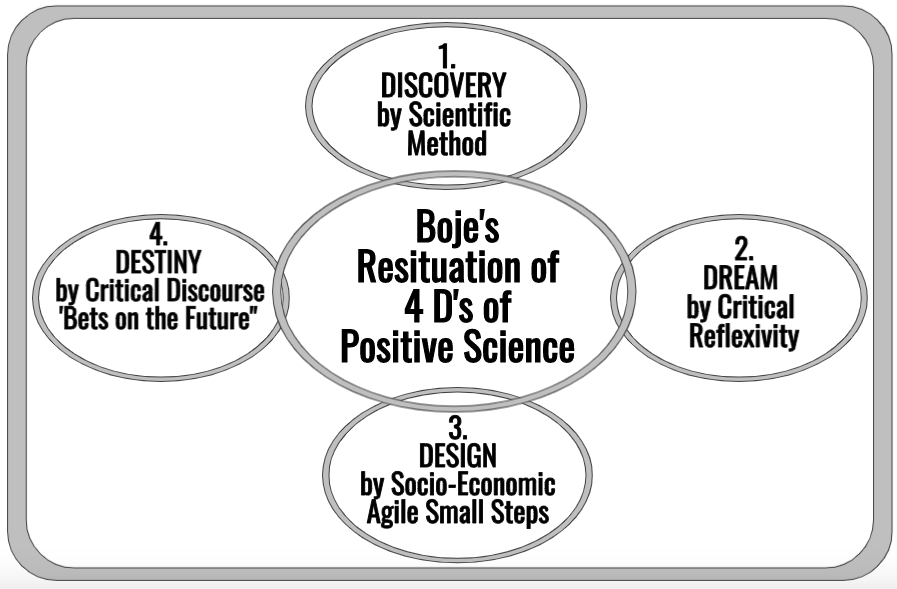 1.
DISCOVERY
by Scientific
Method
Boje's
Resituation of
4 D's of
Positive Science
2.
DREAM
by Critical
Reflexivity
3.
DESIGN
by Socio-Economic
Agile Small Steps
4.
DESTINY
by Critical Discourse
'Bets on the Future"